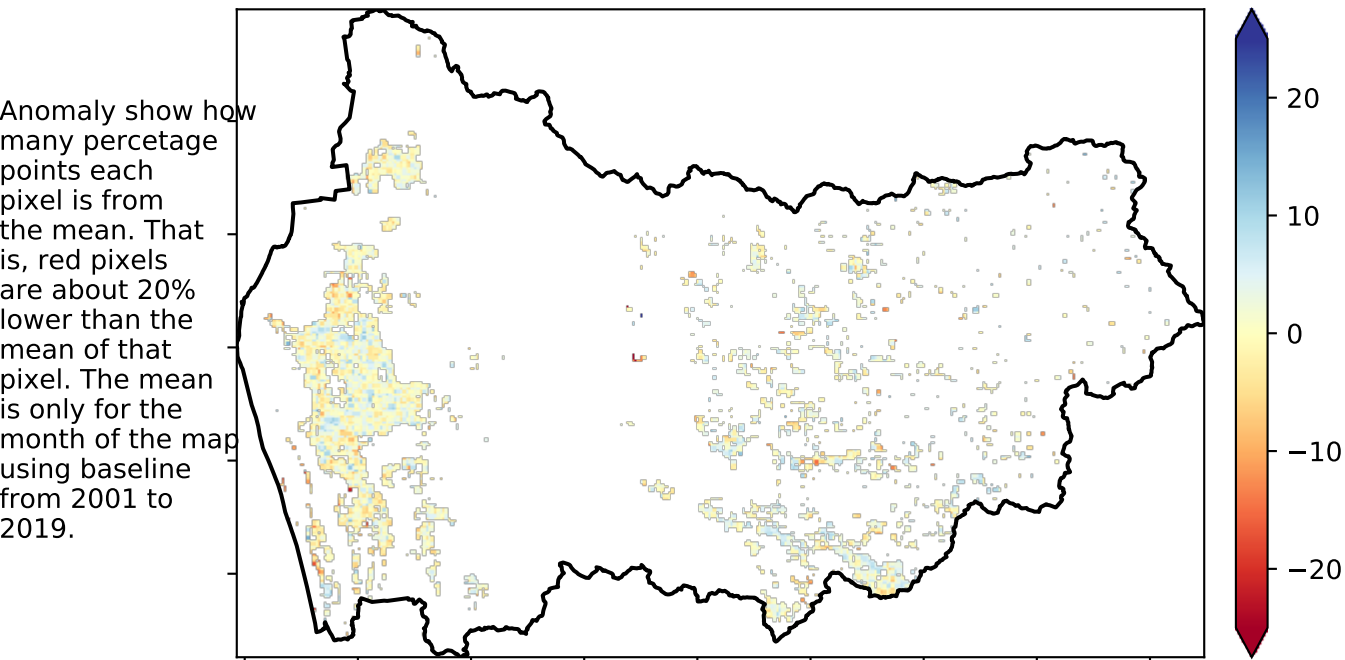 Anomaly show how
many percetage
points each
pixel is from
the mean. That
is, red pixels
are about 20%
lower than the
mean of that
pixel. The mean
is only for the
month of the map
using baseline
from 2001 to
2019.
20
10
0
−10
−20